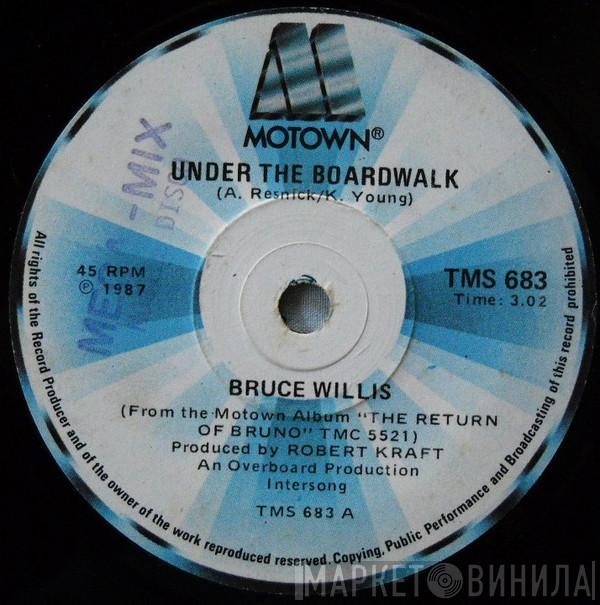 MOTOWN®
UNDER THE BOARDWALK
(A. Resnick/K. Young)
45 RPM
℗ 1987
TMS 683
Time: 3.02
BRUCE WILLIS
(From the Motown Album "THE RETURN
OF BRUNO" TMC 5521)
Produced by ROBERT KRAFT
An Overboard Production
Intersong
TMS 683 A
All rights of the Record Producer and of the owner of the work reproduced reserved. Copying, Public Performance and Broadcasting of this record prohibited
-MIX
DISCO
МАРКЕТ ВИНИЛА